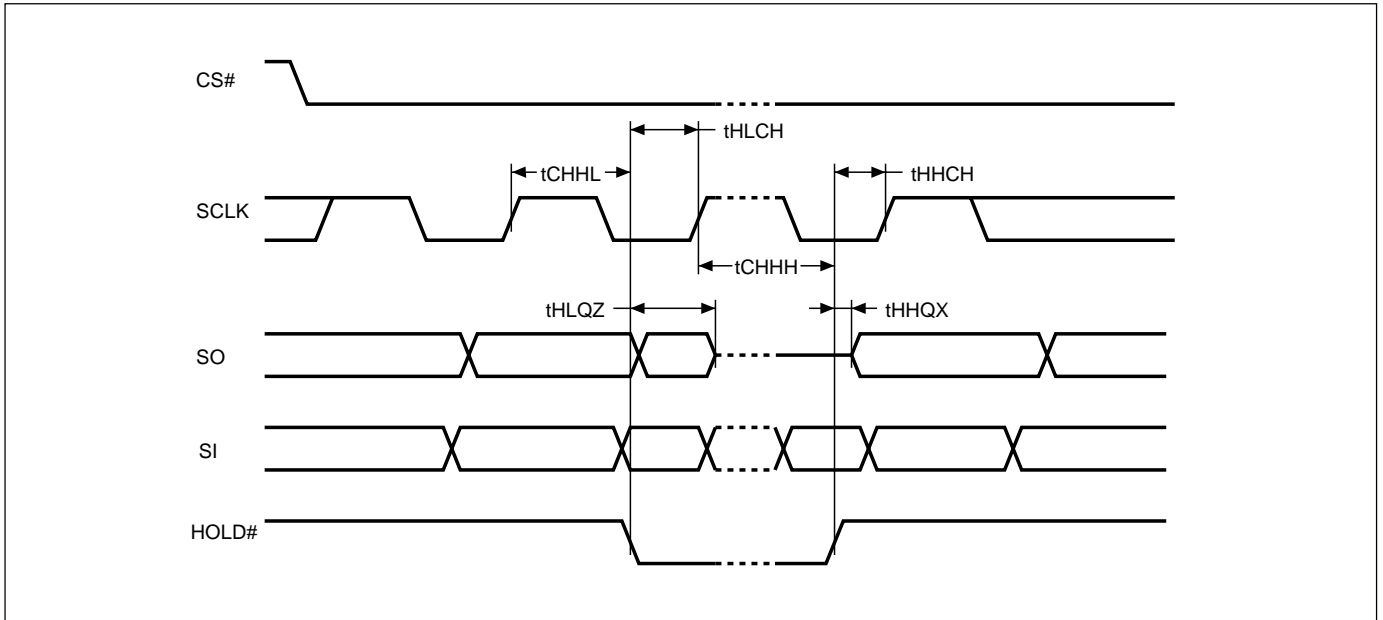 CS#
tHLCH
tCHHL
tHHCH
SCLK
tCHHH
tHLQZ
tHHQX
SO
SI
HOLD#